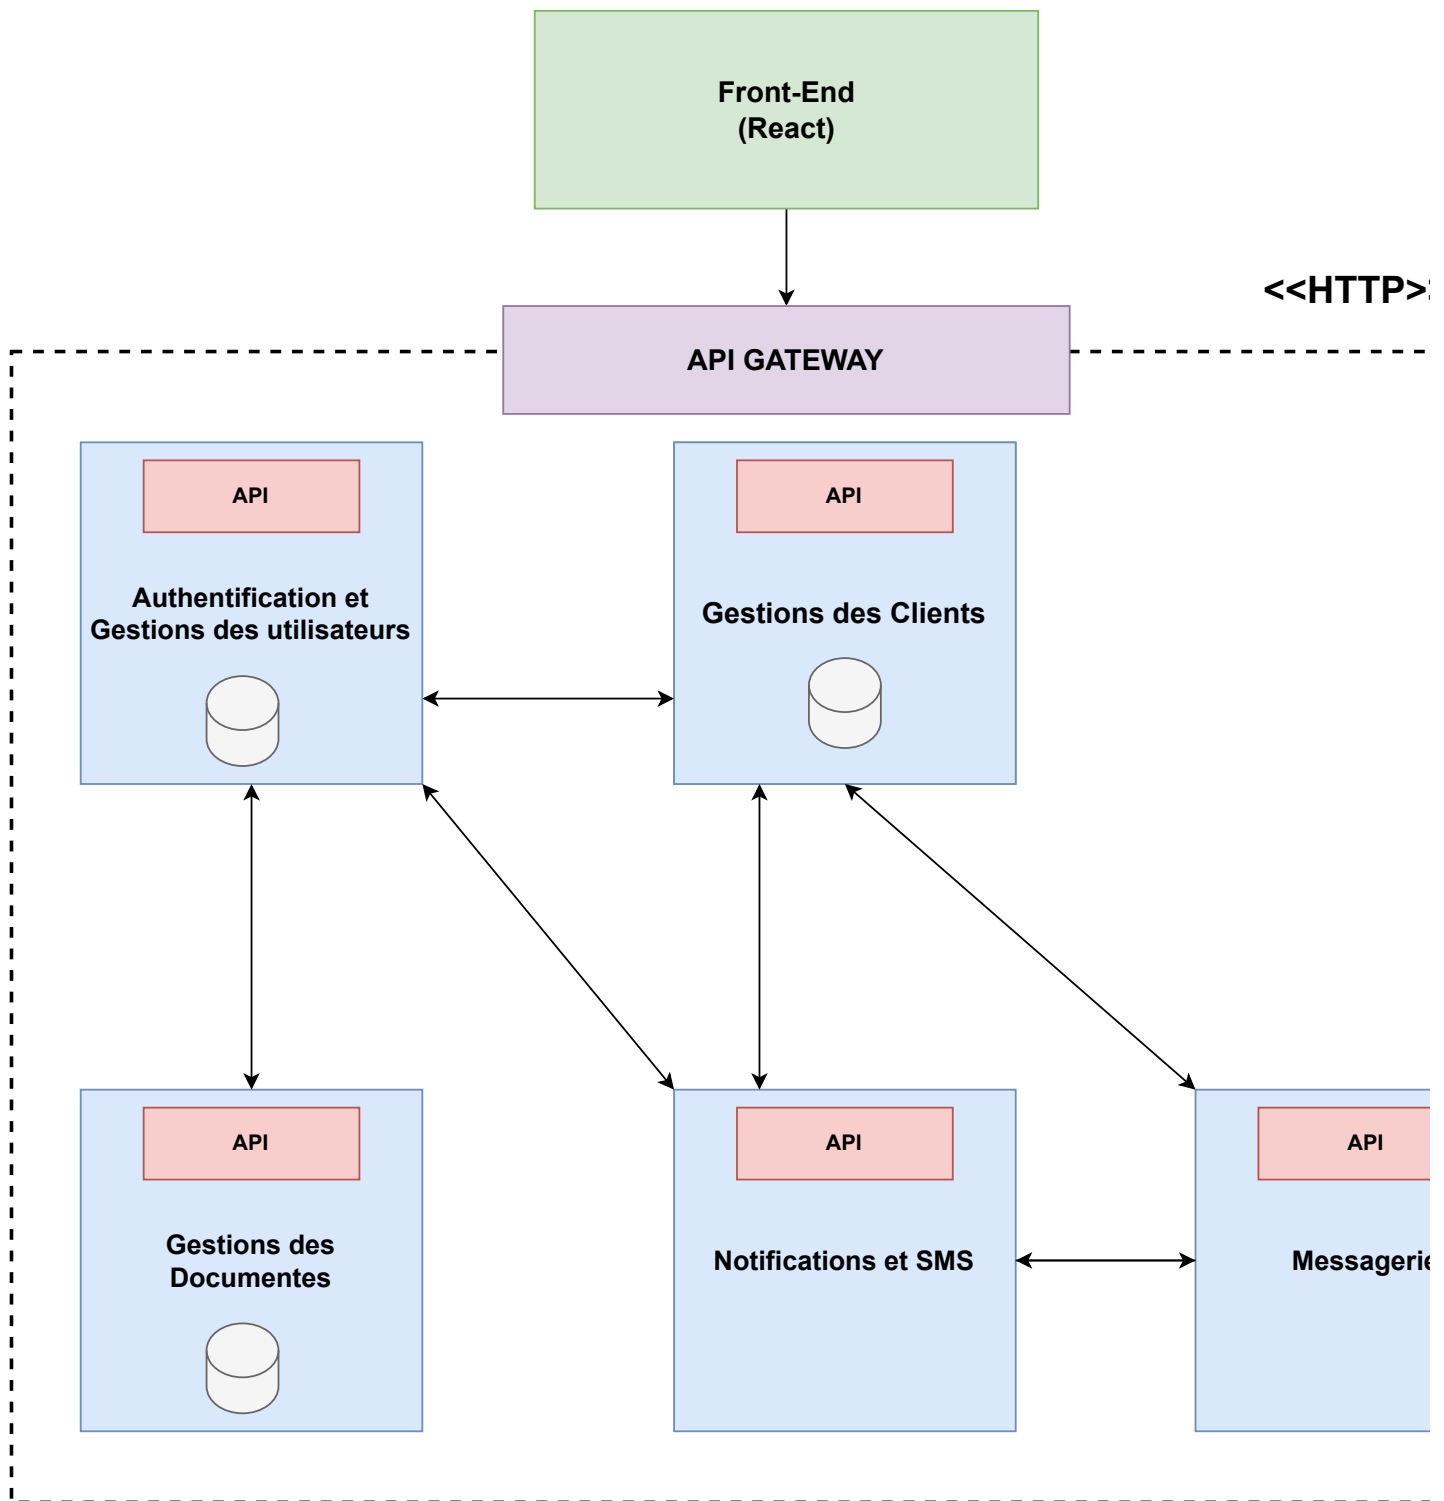 Front-End
(React)
<<HTTP>
API GATEWAY
API
API
Authentification et
Gestions des utilisateurs
Gestions des Clients
API
API
API
Gestions des
Documentes
Notifications et SMS
Messagerie